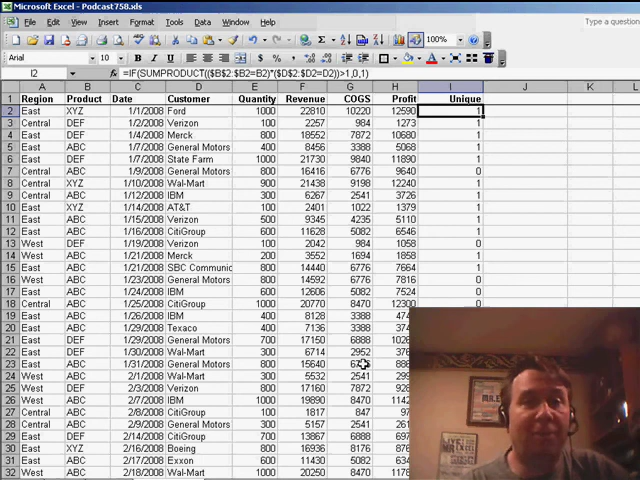 Microsoft Excel - Podcast758.xls
File Edit View Insert Format Tools Data Window Help
Type a question
100%
Arial 10 B I U
I2 =IF(SUMPRODUCT(($B$2:$B2=B2)*($D$2:$D2=D2))>1,0,1)
A B C D E F G H I J K L
1 Region Product Date Customer Quantity Revenue COGS Profit Unique
2 East XYZ 1/1/2008 Ford 1000 22810 10220 12590 1
3 Central DEF 1/2/2008 Verizon 100 2257 984 1273 1
4 East DEF 1/4/2008 Merck 800 18552 7872 10680 1
5 East ABC 1/7/2008 General Motors 400 8456 3388 5068 1
6 East DEF 1/7/2008 State Farm 1000 21730 9840 11890 1
7 Central ABC 1/9/2008 General Motors 800 16416 6776 9640 0
8 Central XYZ 1/10/2008 Wal-Mart 900 21438 9198 12240 1
9 Central ABC 1/12/2008 IBM 300 6267 2541 3726 1
10 East XYZ 1/14/2008 AT&T 100 2401 1022 1379 1
11 East ABC 1/15/2008 Verizon 500 9345 4235 5110 1
12 East ABC 1/16/2008 CitiGroup 600 11628 5082 6546 1
13 West DEF 1/19/2008 Verizon 100 2042 984 1058 0
14 West ABC 1/21/2008 Merck 200 3552 1694 1858 1
15 East ABC 1/21/2008 SBC Communic 800 14440 6776 7664 1
16 West ABC 1/23/2008 General Motors 800 14592 6776 7816 0
17 East ABC 1/24/2008 IBM 600 12606 5082 7524 0
18 Central ABC 1/25/2008 CitiGroup 1000 20770 8470 12300 0
19 East ABC 1/26/2008 IBM 400 8128 3388
20 East ABC 1/27/2008 Texaco 400 7136 3388
21 East DEF 1/29/2008 General Motors 700 17150 6888
22 East DEF 1/30/2008 Wal-Mart 300 6714 2952
23 East ABC 1/31/2008 General Motors 800 15640
24 West ABC 2/1/2008 Wal-Mart 300 5532 2541
25 West DEF 2/3/2008 Verizon 800 17160 7872
26 West ABC 2/7/2008 IBM 1000 19890 8470
27 Central ABC 2/8/2008 CitiGroup 100 1817 847
28 Central ABC 2/9/2008 General Motors 300 5157 2541
29 East DEF 2/14/2008 CitiGroup 700 13867 6888
30 East XYZ 2/16/2008 Boeing 800 16936 8176
31 East ABC 2/17/2008 Exxon 600 11430 5082
32 West ABC 2/18/2008 Wal-Mart 1000 20250 8470